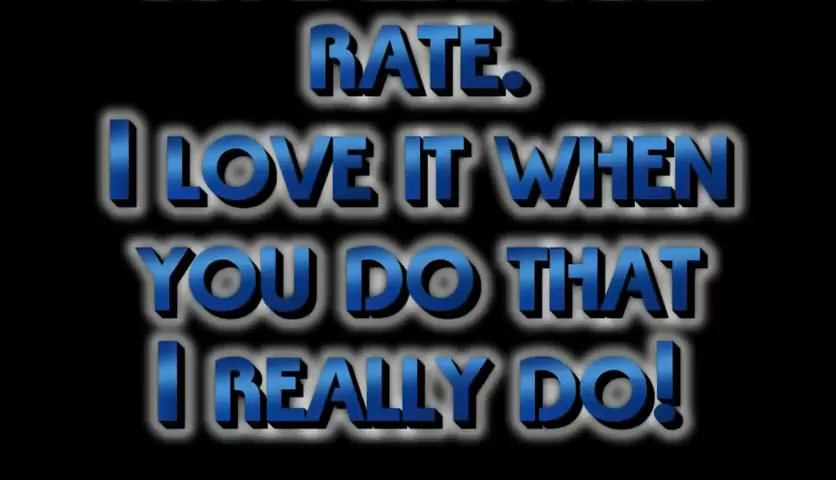 RATE.
I LOVE IT WHEN
YOU DO THAT
I REALLY DO!